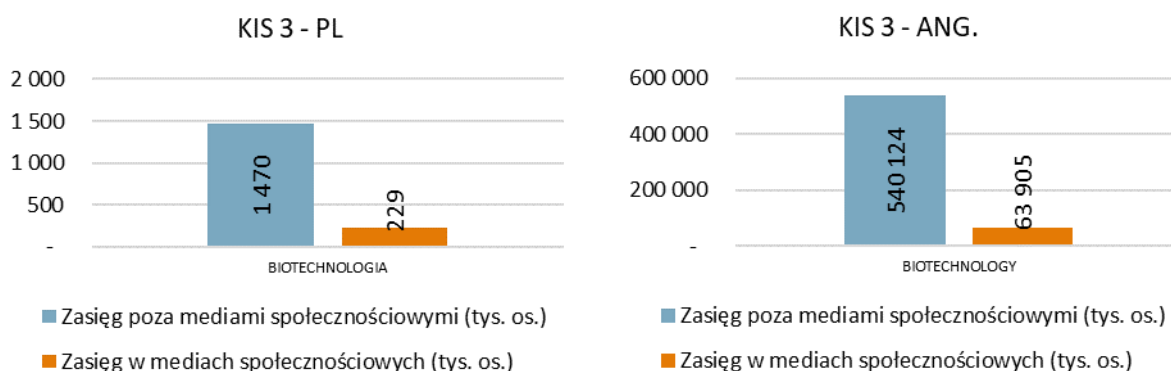 KIS 3 - PL
2 000
1 500
1 000
500
-
1 470
229
BIOTECHNOLOGIA
Zasięg poza mediami społecznościowymi (tys. os.)
Zasięg w mediach społecznościowych (tys. os.)
KIS 3 - ANG.
600 000
400 000
200 000
-
540 124
63 905
BIOTECHNOLOGY
Zasięg poza mediami społecznościowymi (tys. os.)
Zasięg w mediach społecznościowych (tys. os.)